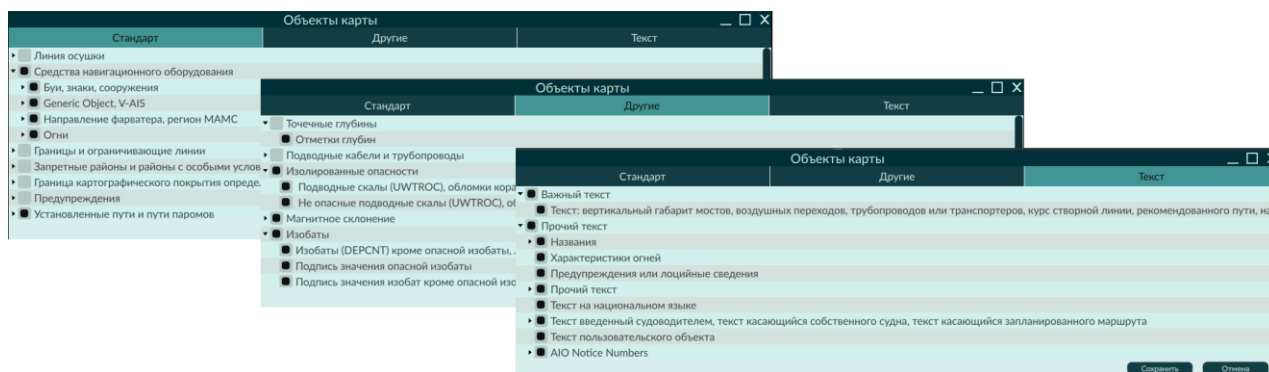 Объекты карты
Стандарт Другие Текст
Линия осушки
Средства навигационного оборудования
Буи, знаки, сооружения
Generic Object, V-AIS
Направление фарватера, регион МАМС
Огни
Границы и ограничивающие линии
Запретные районы и районы с особыми услов
Граница картографического покрытия опреде
Предупреждения
Установленные пути и пути паромов
Объекты карты
Стандарт Другие Текст
Точечные глубины
Отметки глубин
Подводные кабели и трубопроводы
Изолированные опасности
Подводные скалы (UWTROC), обломки кора
Не опасные подводные скалы (UWTROC), об
Магнитное склонение
Изобаты
Изобаты (DEPCNT) кроме опасной изобаты,
Подпись значения опасной изобаты
Подпись значения изобат кроме опасной изо
Объекты карты
Стандарт Другие Текст
Важный текст
Текст: вертикальный габарит мостов, воздушных переходов, трубопроводов или транспортеров, курс створной линии, рекомендованного пути, на
Прочий текст
Названия
Характеристики огней
Предупреждения или лоцийные сведения
Прочий текст
Текст на национальном языке
Текст введенный судоводителем, текст касающийся собственного судна, текст касающийся запланированного маршрута
Текст пользовательского объекта
AIO Notice Numbers
Сохранить Отмена